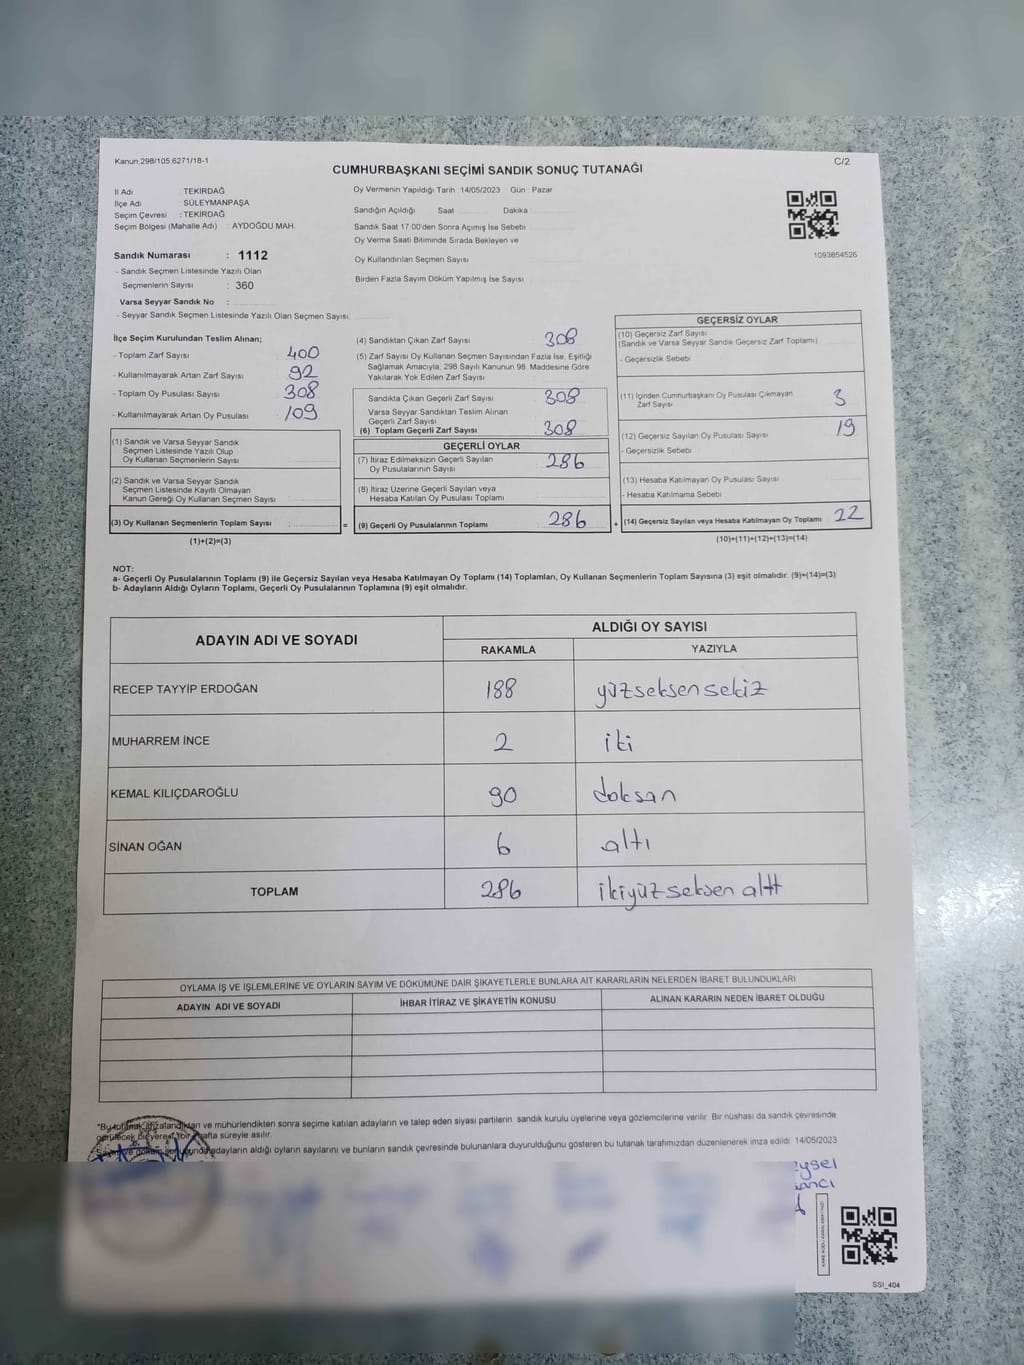 Kanun 298/105 6271/18-1
C/2
CUMHURBAŞKANI SEÇİMİ SANDIK SONUÇ TUTANAĞI
İl Adı : TEKİRDAĞ
İlçe Adı : SÜLEYMANPAŞA
Seçim Çevresi : TEKİRDAĞ
Seçim Bölgesi (Mahalle Adı) : AYDOĞDU MAH.
Sandık Numarası : 1112
- Sandık Seçmen Listesinde Yazılı Olan
Seçmenlerin Sayısı : 360
Varsa Seyyar Sandık No :
- Seyyar Sandık Seçmen Listesinde Yazılı Olan Seçmen Sayısı:
Oy Vermenin Yapıldığı Tarih :14/05/2023 Gün : Pazar
Sandığın Açıldığı Saat Dakika
Sandık Saat 17.00'den Sonra Açımış İse Sebebi
Oy Verme Saati Bitiminde Sırada Bekleyen ve
Oy Kullandırılan Seçmen Sayısı
Birden Fazla Sayım Döküm Yapılmış İse Sayısı
1093854526
İlçe Seçim Kurulundan Teslim Alınan;
- Toplam Zarf Sayısı 400
- Kullanılmayarak Artan Zarf Sayısı 92
- Toplam Oy Pusulası Sayısı 308
- Kullanılmayarak Artan Oy Pusulası 109
(1) Sandık ve Varsa Seyyar Sandık
Seçmen Listesinde Yazılı Olup
Oy Kullanan Seçmenlerin Sayısı
(2) Sandık ve Varsa Seyyar Sandık
Seçmen Listesinde Kayıtlı Olmayan
Kanun Gereği Oy Kullanan Seçmen Sayısı
(3) Oy Kullanan Seçmenlerin Toplam Sayısı :
(1)+(2)=(3)
(4) Sandıktan Çıkan Zarf Sayısı 308
(5) Zarf Sayısı Oy Kullanan Seçmen Sayısından Fazla İse, Eşitliği
Sağlamak Amacıyla; 298 Sayılı Kanunun 98. Maddesine Göre
Yakılarak Yok Edilen Zarf Sayısı
Sandıkla Çıkan Geçerli Zarf Sayısı 308
Varsa Seyyar Sandıktan Teslim Alınan
Geçerli Zarf Sayısı
(6) Toplam Geçerli Zarf Sayısı 308
GEÇERLİ OYLAR
(7) İtiraz Edilmeksizin Geçerli Sayılan
Oy Pusulalarının Sayısı 286
(8) İtiraz Üzerine Geçerli Sayılan veya
Hesaba Katılan Oy Pusulası Toplamı
= (9) Geçerli Oy Pusulalarının Toplamı : 286
GEÇERSİZ OYLAR
(10) Geçersiz Zarf Sayısı
(Sandık ve Varsa Seyyar Sandık Geçersiz Zarf Toplamı)
- Geçersizlik Sebebi
(11) İçinden Cumhurbaşkanı Oy Pusulası Çıkmayan
Zarf Sayısı 3
(12) Geçersiz Sayılan Oy Pusulası Sayısı 19
- Geçersizlik Sebebi
(13) Hesaba Katılmayan Oy Pusulası Sayısı
- Hesaba Katılmama Sebebi
+ (14) Geçersiz Sayılan veya Hesaba Katılmayan Oy Toplamı 22
(10)+(11)+(12)+(13)=(14)
NOT:
a- Geçerli Oy Pusulalarının Toplamı (9) ile Geçersiz Sayılan veya Hesaba Katılmayan Oy Toplamı (14) Toplamları, Oy Kullanan Seçmenlerin Toplam Sayısına (3) eşit olmalıdır. (9)+(14)=(3)
b- Adayların Aldığı Oyların Toplamı, Geçerli Oy Pusulalarının Toplamına (9) eşit olmalıdır.
ADAYIN ADI VE SOYADI
ALDIĞI OY SAYISI
RAKAMLA YAZIYLA
RECEP TAYYİP ERDOĞAN 188 yüzseksensekiz
MUHARREM İNCE 2 iki
KEMAL KILIÇDAROĞLU 90 doksan
SİNAN OĞAN 6 altı
TOPLAM 286 ikiyüz seksen altı
OYLAMA İŞ VE İŞLEMLERİNE VE OYLARIN SAYIM VE DÖKÜMÜNE DAİR ŞİKAYETLERLE BUNLARA AİT KARARLARIN NELERDEN İBARET BULUNDUKLARI
ADAYIN ADI VE SOYADI İHBAR İTİRAZ VE ŞİKAYETİN KONUSU ALINAN KARARIN NEDEN İBARET OLDUĞU
ve mühürlendikten sonra seçime katılan adayların ve talep eden siyasi partilerin sandık kurulu üyelerine veya gözlemcilerine verilir. Bir nüshası da sandık çevresinde
bir hafta süreyle asılır.
adayların aldığı oyların sayılarını ve bunların sandık çevresinde bulunanlara duyurulduğunu gösteren bu tutanak tarafımızdan düzenlenerek imza edildi. 14/05/2023
SSI_404